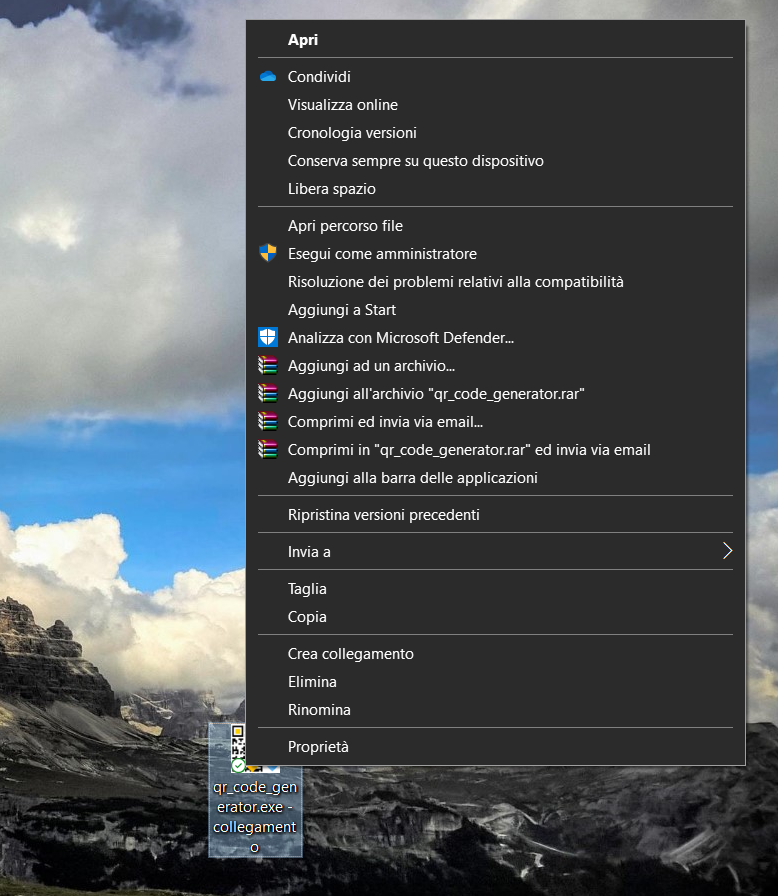 Apri
Condividi
Visualizza online
Cronologia versioni
Conserva sempre su questo dispositivo
Libera spazio
Apri percorso file
Esegui come amministratore
Risoluzione dei problemi relativi alla compatibilità
Aggiungi a Start
Analizza con Microsoft Defender...
Aggiungi ad un archivio...
Aggiungi all'archivio "qr_code_generator.rar"
Comprimi ed invia via email...
Comprimi in "qr_code_generator.rar" ed invia via email
Aggiungi alla barra delle applicazioni
Ripristina versioni precedenti
Invia a
Taglia
Copia
Crea collegamento
Elimina
Rinomina
Proprietà
qr_code_gen
erator.exe -
collegament
o